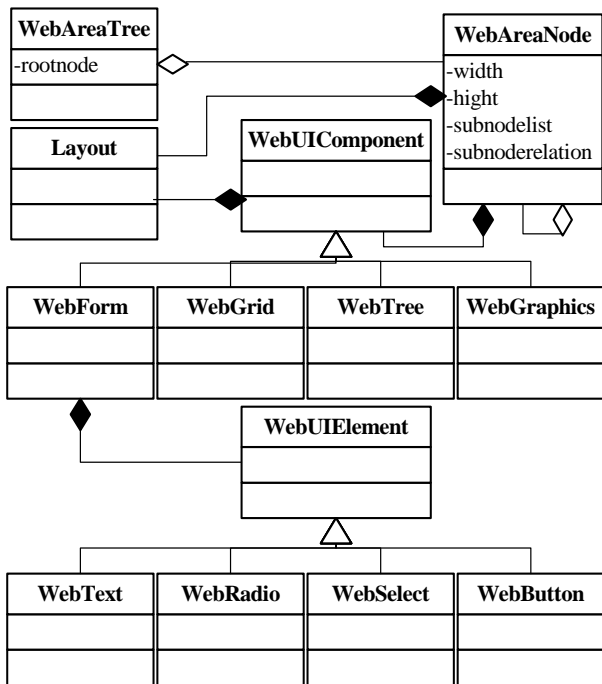 WebAreaTree
-rootnode
WebAreaNode
-width
-hight
-subnodelist
-subnoderelation
Layout
WebUIComponent
WebForm
WebGrid
WebTree
WebGraphics
WebUIElement
WebText
WebRadio
WebSelect
WebButton